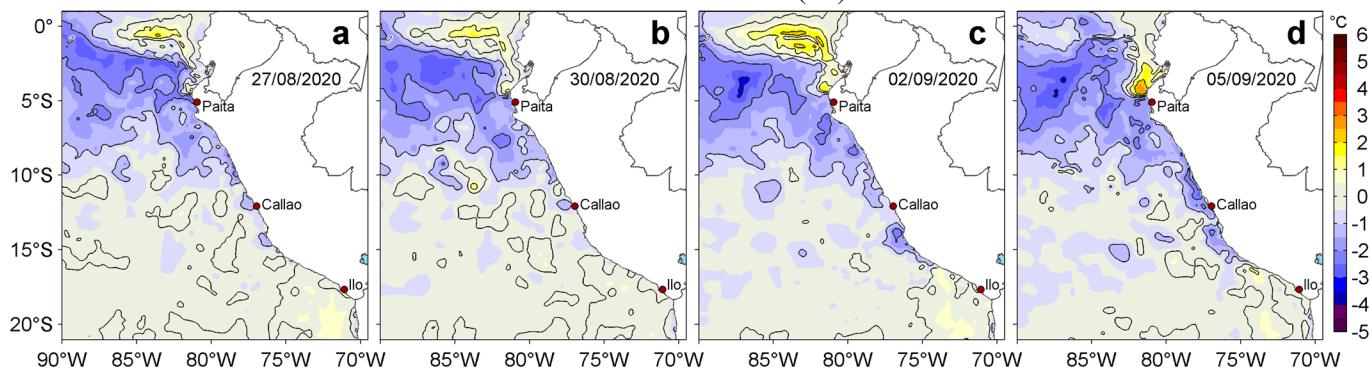 a
b
c
d
°C
27/08/2020
30/08/2020
02/09/2020
05/09/2020
Paita
Paita
Paita
Paita
Callao
Callao
Callao
Callao
Ilo
Ilo
Ilo
Ilo
0°
5°S
10°S
15°S
20°S
90°W 85°W 80°W 75°W 70°W
85°W 80°W 75°W 70°W
85°W 80°W 75°W 70°W
85°W 80°W 75°W 70°W
6
5
4
3
2
1
0
-1
-2
-3
-4
-5